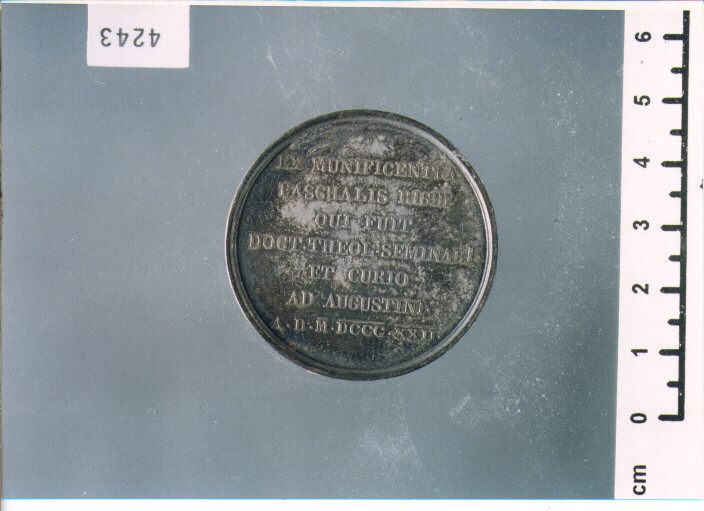 4243
EX MUNIFICENTIA
PASCHALIS
QUI FUIT
DOCT·THEOL·SEMINARI
ET CURIO
AD AUGUSTINI
A·D·M·DCCC·XXII
6
5
4
3
2
1
0
cm